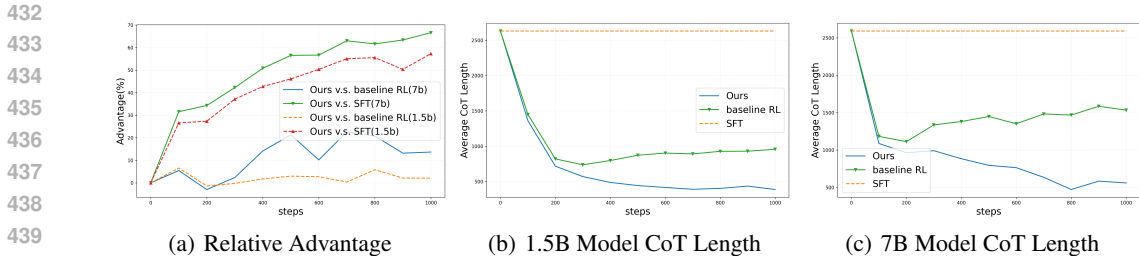 432
433
434
435
436
437
438
439
Advantage(%)
70
60
50
40
30
20
10
0
Ours v.s. baseline RL(7b)
Ours v.s. SFT(7b)
Ours v.s. baseline RL(1.5b)
Ours v.s. SFT(1.5b)
0 200 400 600 800 1000
steps
(a) Relative Advantage
Average CoT Length
2500
2000
1500
1000
500
Ours
baseline RL
SFT
0 200 400 600 800 1000
steps
(b) 1.5B Model CoT Length
Average CoT Length
2500
2000
1500
1000
500
Ours
baseline RL
SFT
0 200 400 600 800 1000
steps
(c) 7B Model CoT Length